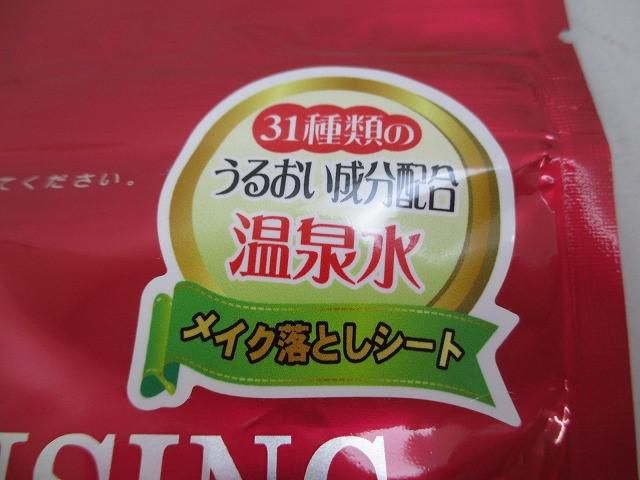 31種類の
うるおい成分配合
てください。
温泉水
メイク落としシート
NSING